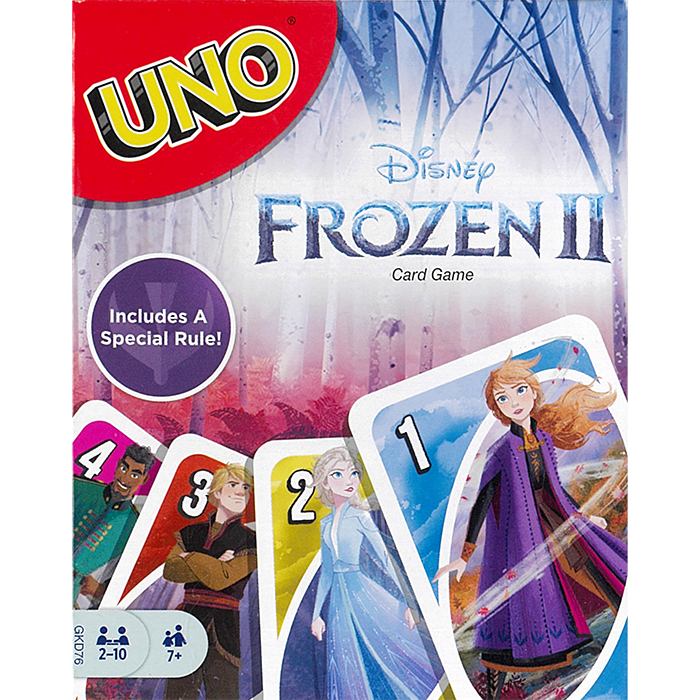 UNO
®
Disney
FROZEN II
Card Game
Includes A
Special Rule!
4
3
2
1
GKD76
2-10
7+